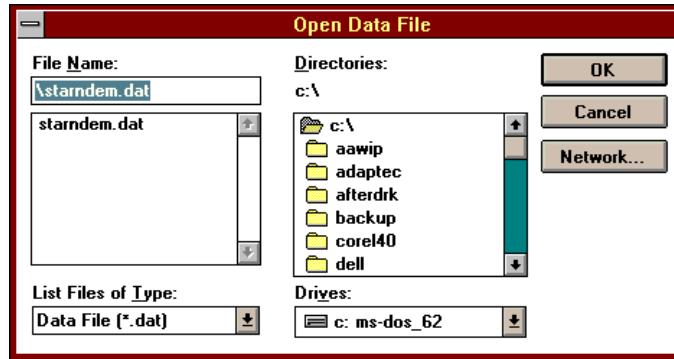 Open Data File
File Name:
\starndem.dat
starndem.dat
List Files of Type:
Data File (*.dat)
Directories:
c:\
c:\
aawip
adaptec
afterdrk
backup
corel40
dell
Drives:
c: ms-dos_62
OK
Cancel
Network...